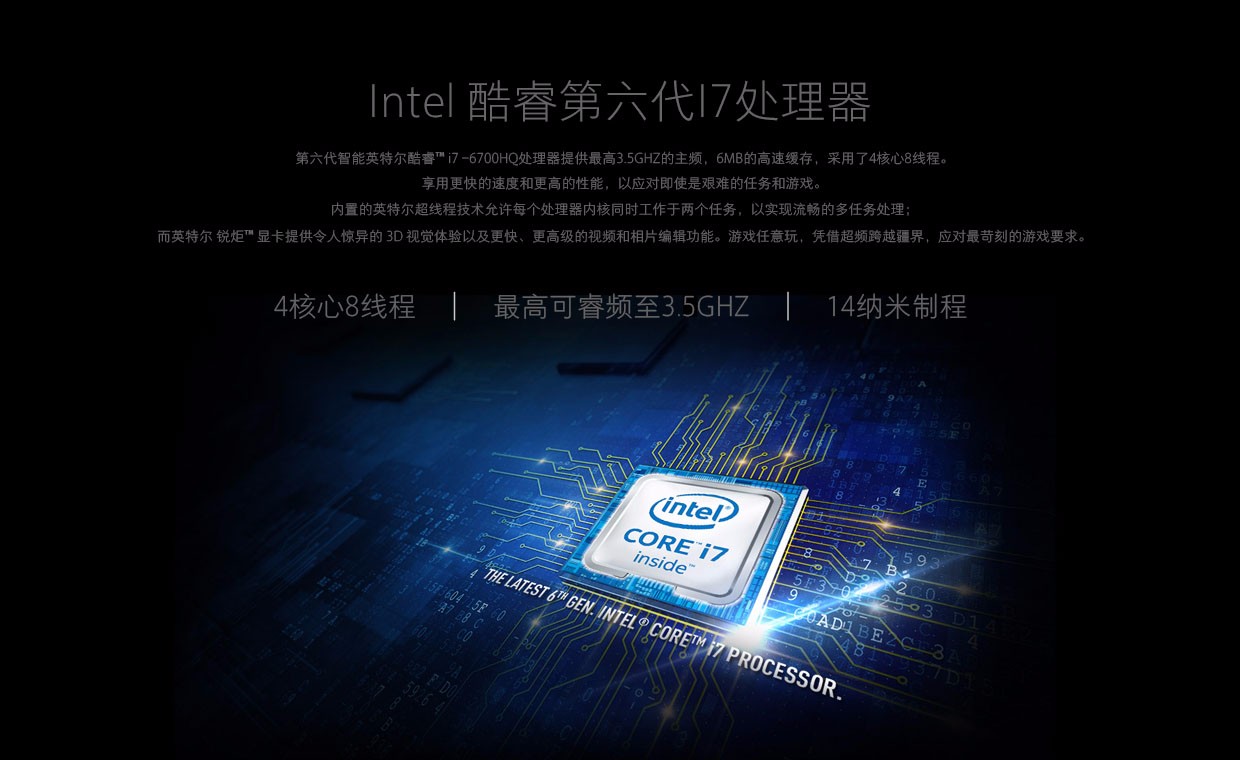 Intel 酷睿第六代I7处理器
第六代智能英特尔酷睿™ i7 –6700HQ处理器提供最高3.5GHZ的主频，6MB的高速缓存，采用了4核心8线程。
享用更快的速度和更高的性能，以应对即使是艰难的任务和游戏。
内置的英特尔超线程技术允许每个处理器内核同时工作于两个任务，以实现流畅的多任务处理；
而英特尔 锐炬™ 显卡提供令人惊异的 3D 视觉体验以及更快、更高级的视频和相片编辑功能。游戏任意玩，凭借超频跨越疆界，应对最苛刻的游戏要求。
4核心8线程 | 最高可睿频至3.5GHZ | 14纳米制程
intel
CORE™ i7
inside™
THE LATEST 6TH GEN. INTEL® CORE™ i7 PROCESSOR.